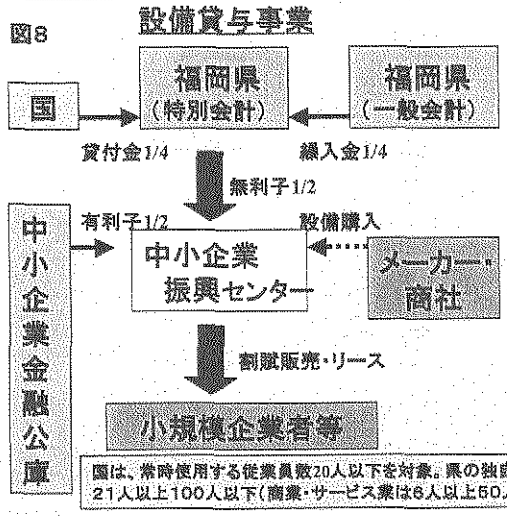 図8
設備貸与事業
国
福岡県
(特別会計)
福岡県
(一般会計)
貸付金1/4
繰入金1/4
無利子1/2
有利子1/2
設備購入
中小企業金融公庫
中小企業
振興センター
メーカー・
商社
割賦販売・リース
小規模企業者等
国は、常時使用する従業員数20人以下を対象。県の独自
21人以上100人以下(商業・サービス業は6人以上50人